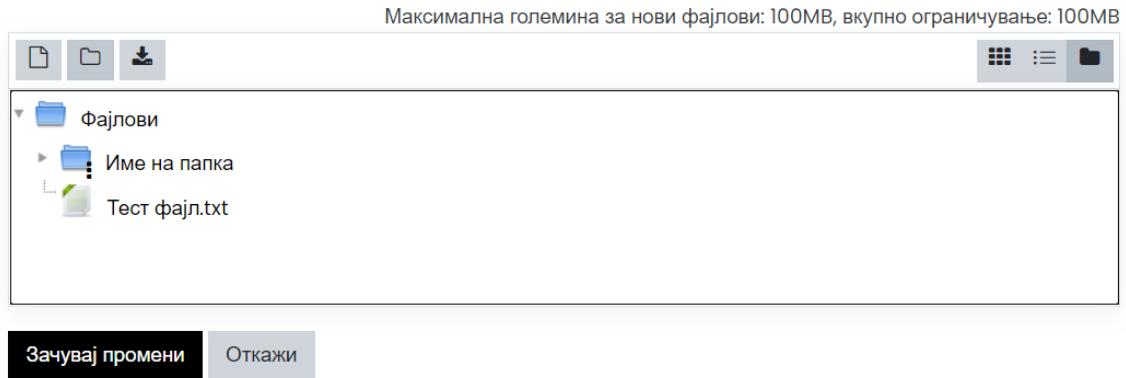 Максимална големина за нови фајлови: 100MB, вкупно ограничување: 100MB
Фајлови
Име на папка
Тест фајл.txt
Зачувај промени Откажи